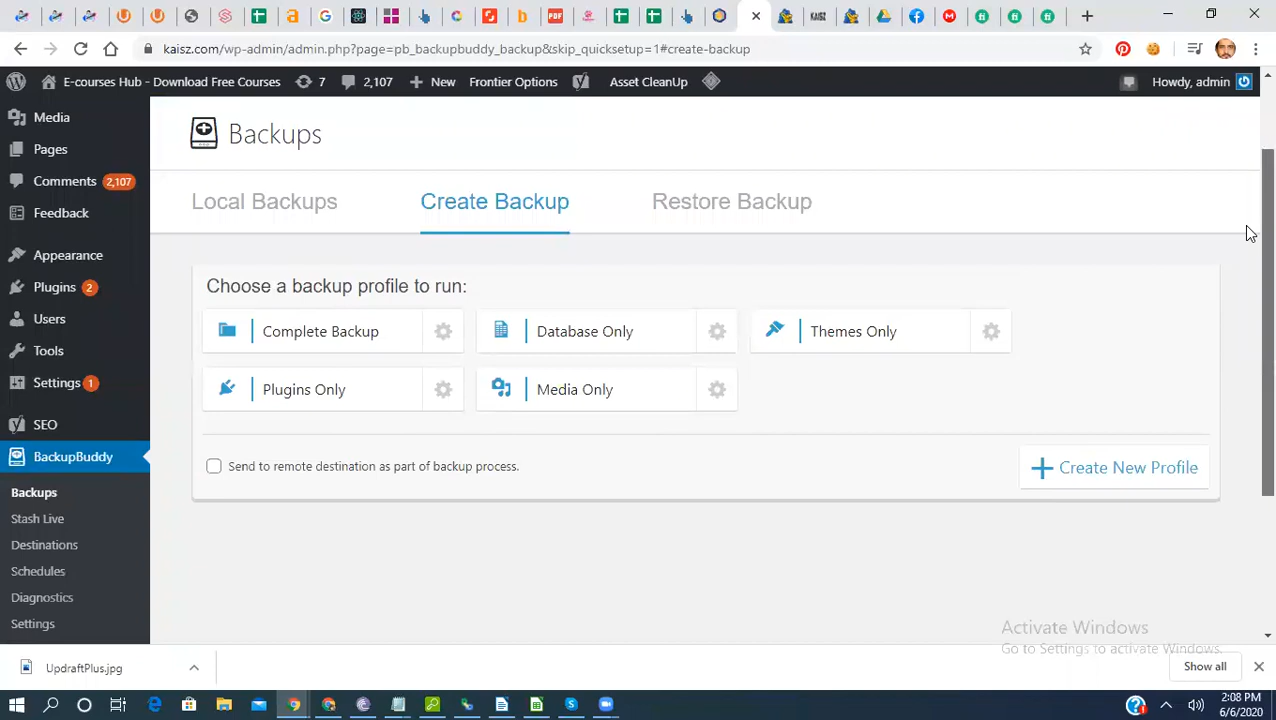 kaisz.com/wp-admin/admin.php?page=pb_backupbuddy_backup&skip_quicksetup=1#create-backup
E-courses Hub – Download Free Courses 7 2,107 New Frontier Options Asset CleanUp Howdy, admin
Media
Pages
Comments 2,107
Feedback
Appearance
Plugins 2
Users
Tools
Settings 1
SEO
BackupBuddy
Backups
Stash Live
Destinations
Schedules
Diagnostics
Settings
Backups
Local Backups Create Backup Restore Backup
Choose a backup profile to run:
Complete Backup Database Only Themes Only
Plugins Only Media Only
Send to remote destination as part of backup process. Create New Profile
Activate Windows
Go to Settings to activate Windows.
UpdraftPlus.jpg Show all
2:08 PM
6/6/2020